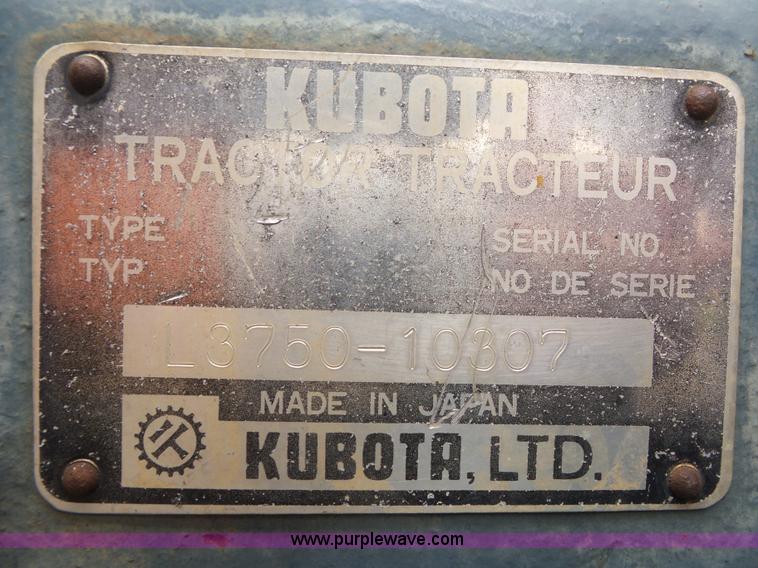 KUBOTA
TRACTOR TRACTEUR
TYPE SERIAL NO.
TYP NO DE SERIE
L3750-10307
MADE IN JAPAN
KUBOTA, LTD.
www.purplewave.com